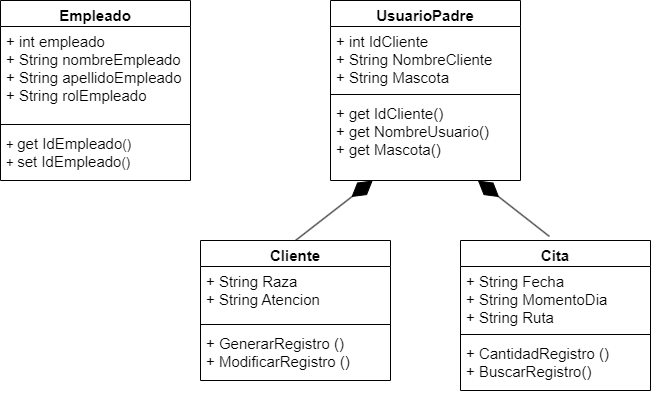 Empleado
+ int empleado
+ String nombreEmpleado
+ String apellidoEmpleado
+ String rolEmpleado
+ get IdEmpleado()
+ set IdEmpleado()
UsuarioPadre
+ int IdCliente
+ String NombreCliente
+ String Mascota
+ get IdCliente()
+ get NombreUsuario()
+ get Mascota()
Cliente
+ String Raza
+ String Atencion
+ GenerarRegistro ()
+ ModificarRegistro ()
Cita
+ String Fecha
+ String MomentoDia
+ String Ruta
+ CantidadRegistro ()
+ BuscarRegistro()